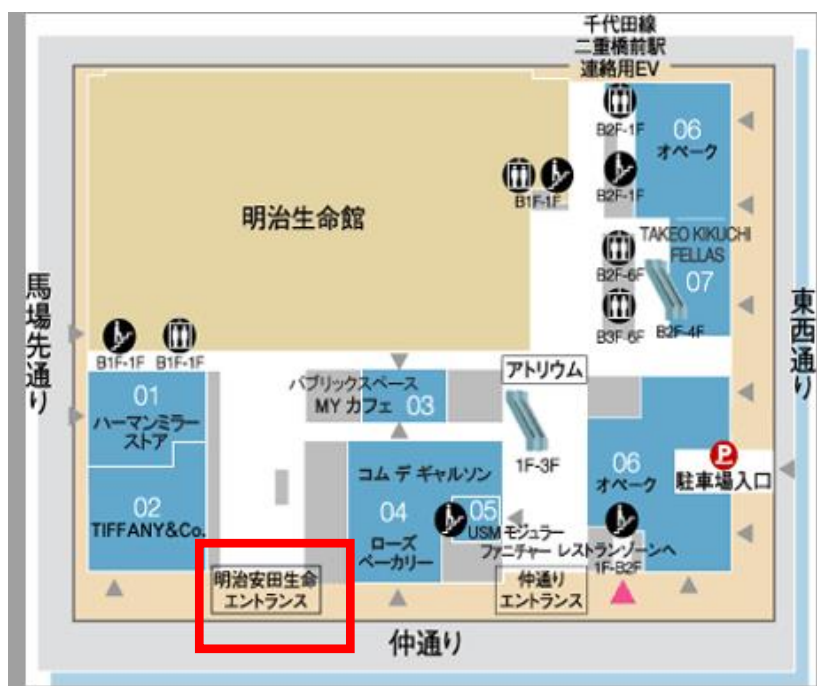 千代田線
二重橋前駅
連絡用EV
B2F-1F
06
オペーク
B1F-1F
B2F-1F
明治生命館
TAKEO KIKUCHI
FELLAS
B2F-6F
07
馬場先通り
東西通り
B3F-6F
B2F-4F
B1F-1F
B1F-1F
アトリウム
01
ハーマンミラー
ストア
パブリックスペース
MY カフェ 03
1F-3F
06
オペーク
P
駐車場入口
コム デ ギャルソン
02
TIFFANY&Co.
04
ローズ
ベーカリー
05
USM モジュラー
ファニチャー
レストランゾーンへ
1F-B2F
明治安田生命
エントランス
仲通り
エントランス
仲通り